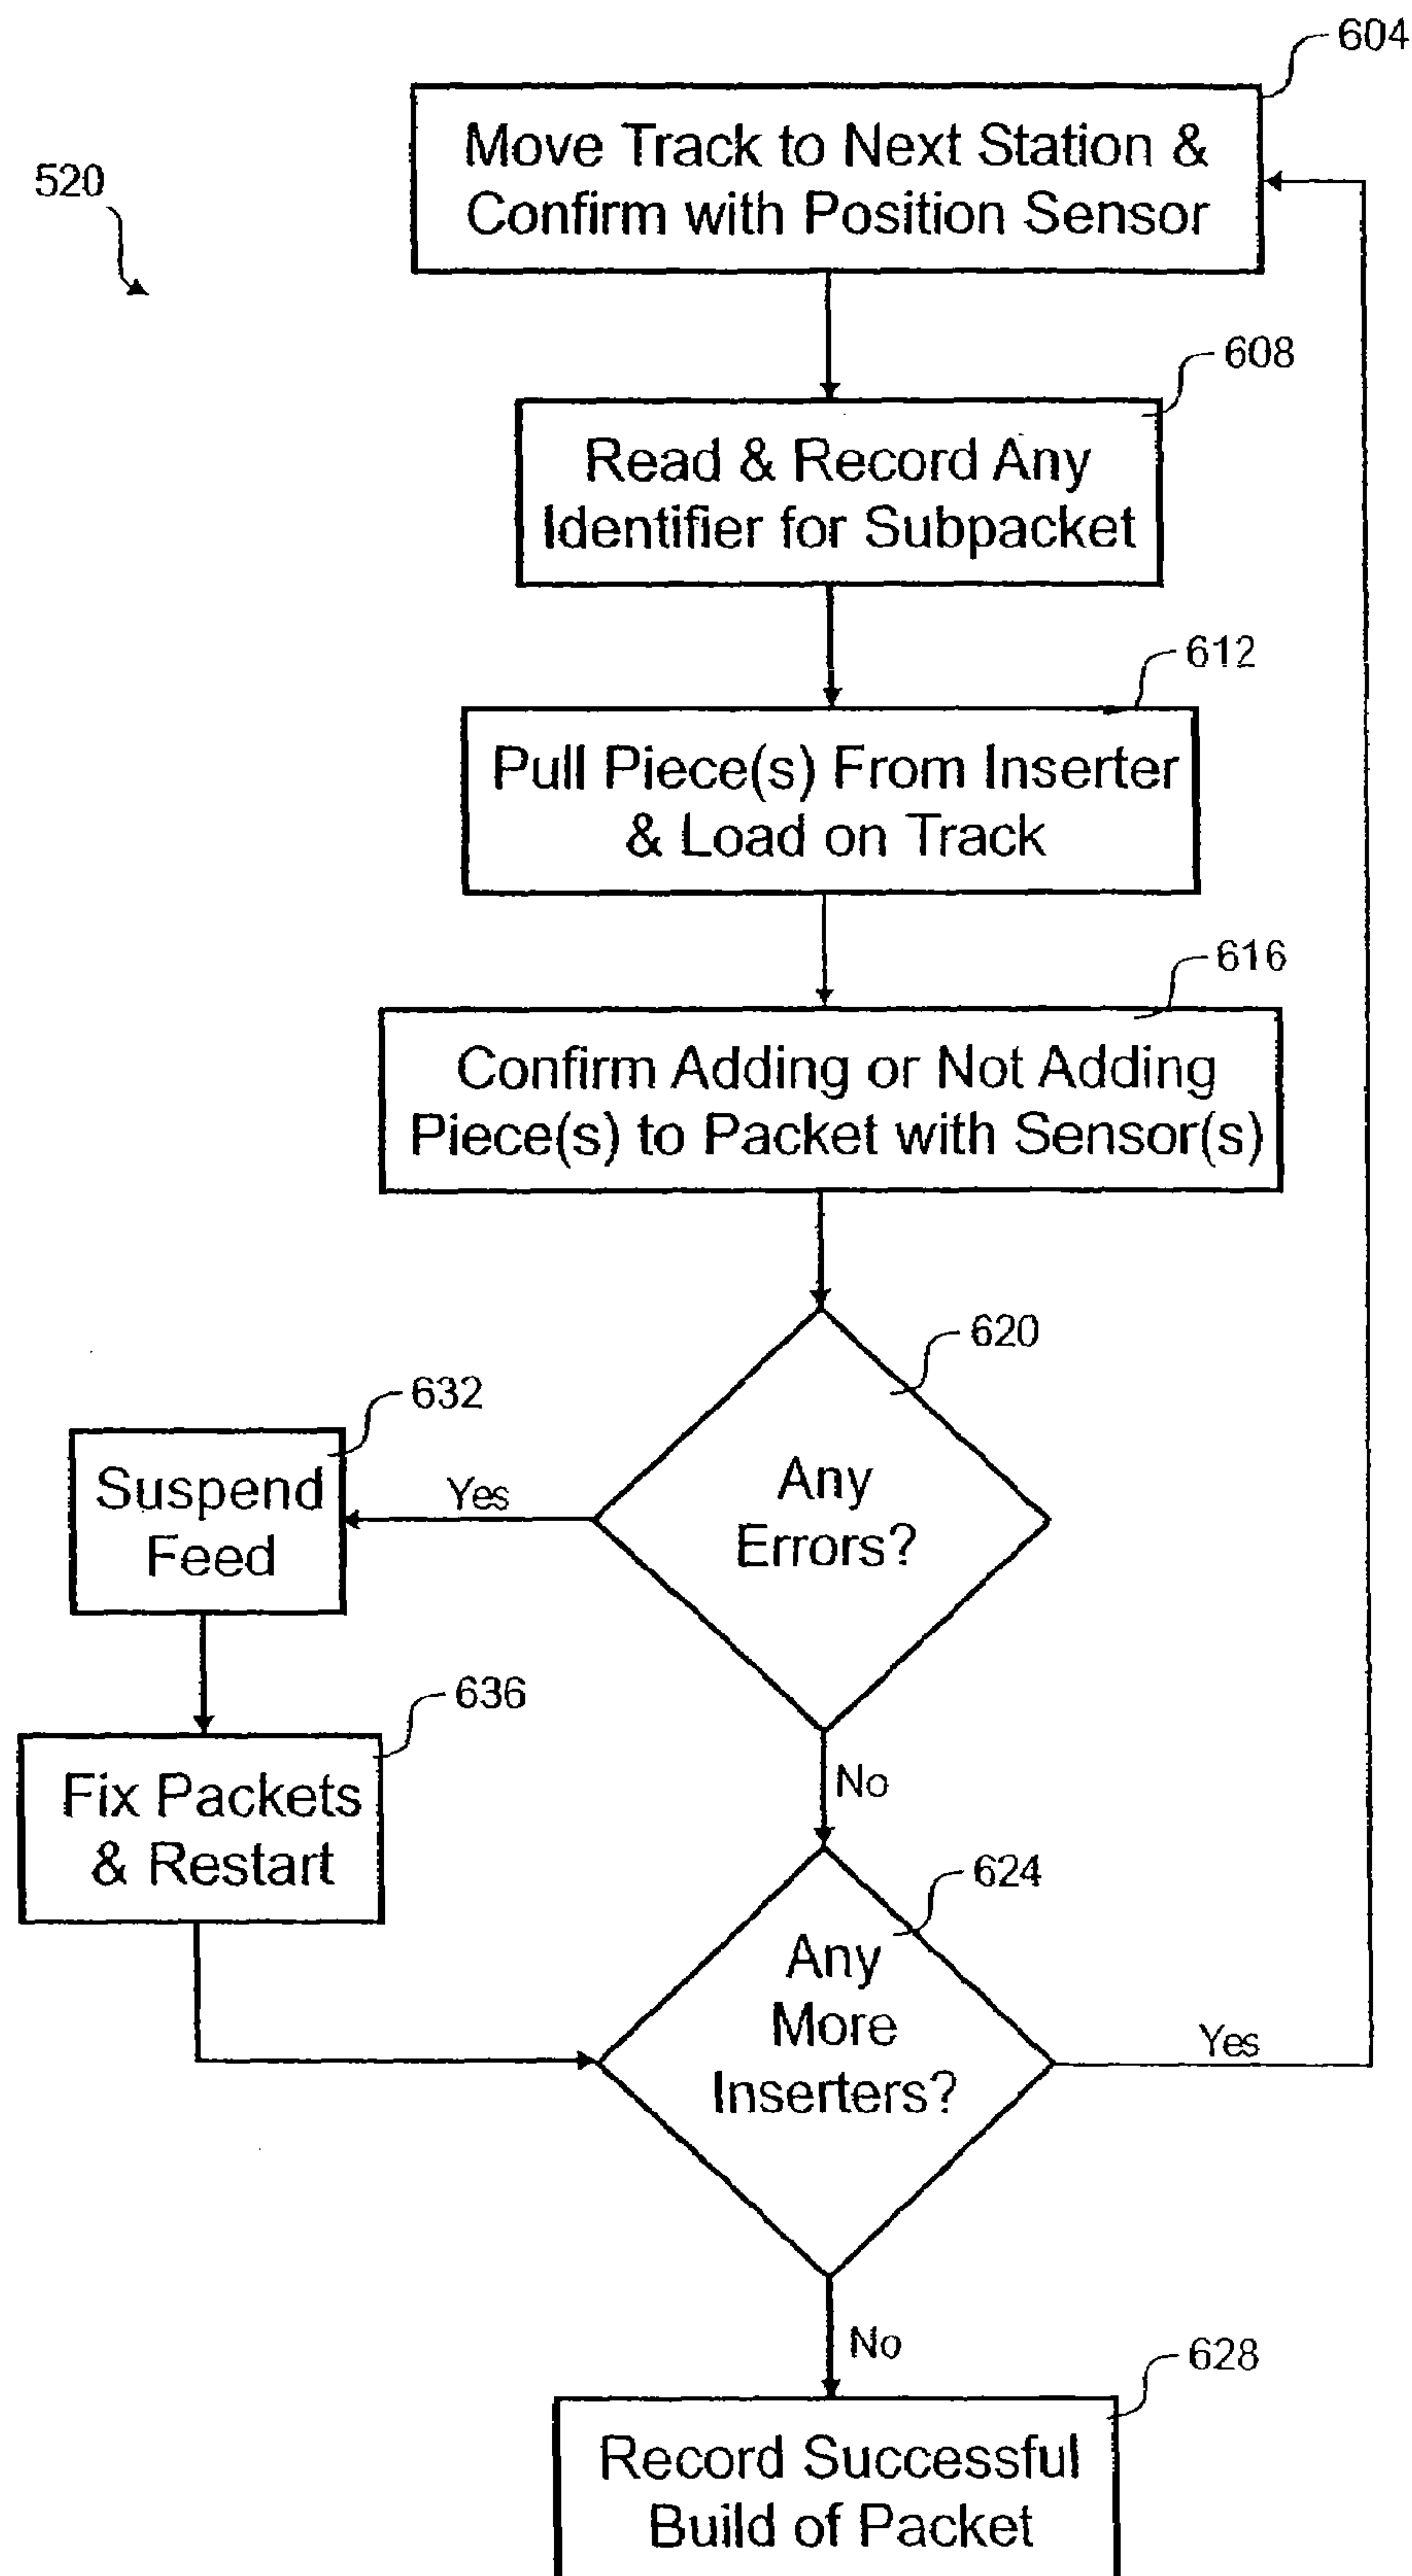 604
Move Track to Next Station &
Confirm with Position Sensor
520
608
Read & Record Any
Identifier for Subpacket
612
Pull Piece(s) From Inserter
& Load on Track
616
Confirm Adding or Not Adding
Piece(s) to Packet with Sensor(s)
620
Any
Errors?
Yes
632
Suspend
Feed
636
Fix Packets
& Restart
No
624
Any
More
Inserters?
Yes
No
628
Record Successful
Build of Packet